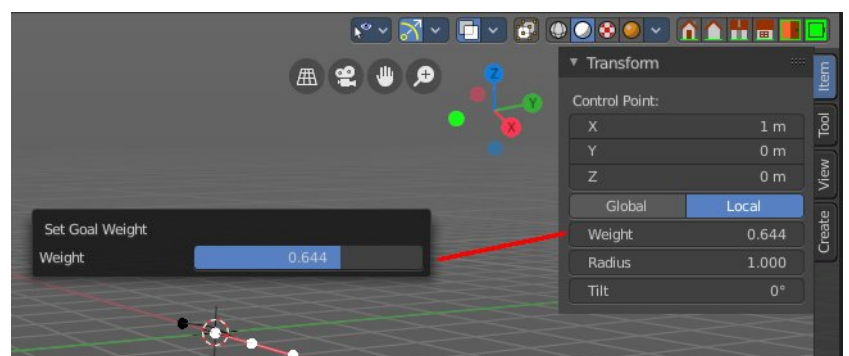 Transform
Control Point:
X 1 m
Y 0 m
Z 0 m
Global Local
Weight 0.644
Radius 1.000
Tilt 0°
Item
Tool
View
Create
Z
Y
X
Set Goal Weight
Weight 0.644